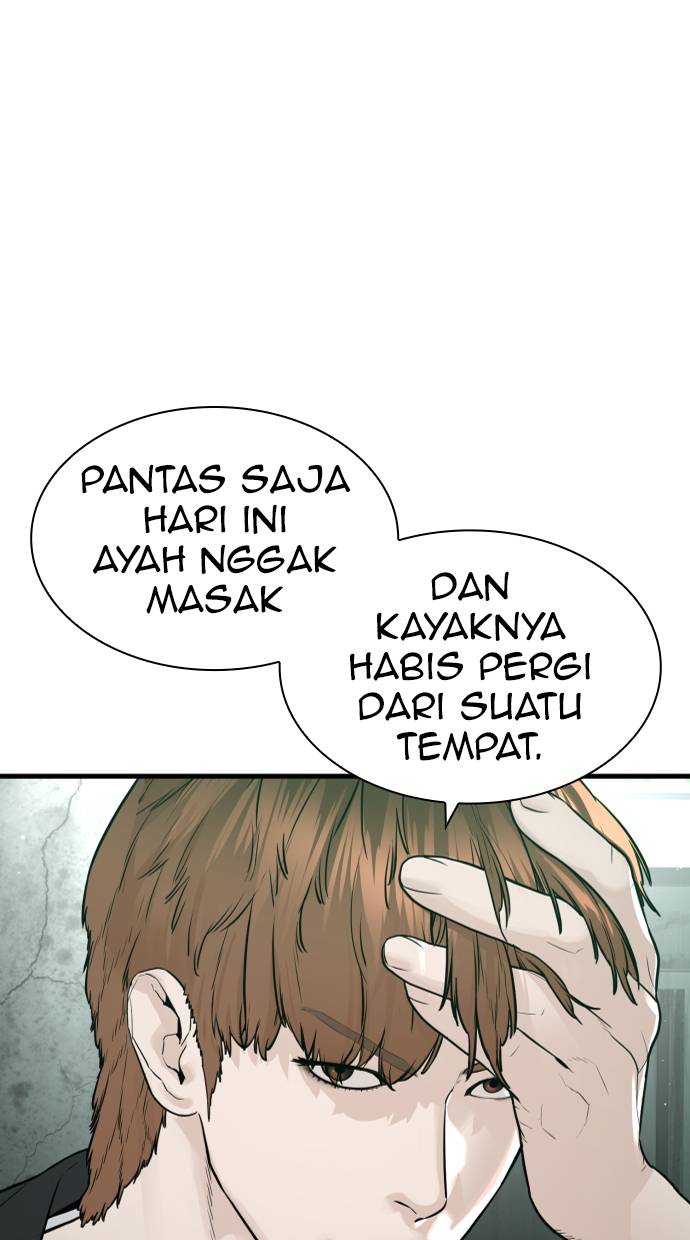 PANTAS SAJA
HARI INI
AYAH NGGAK
MASAK
DAN
KAYAKNYA
HABIS PERGI
DARI SUATU
TEMPAT.